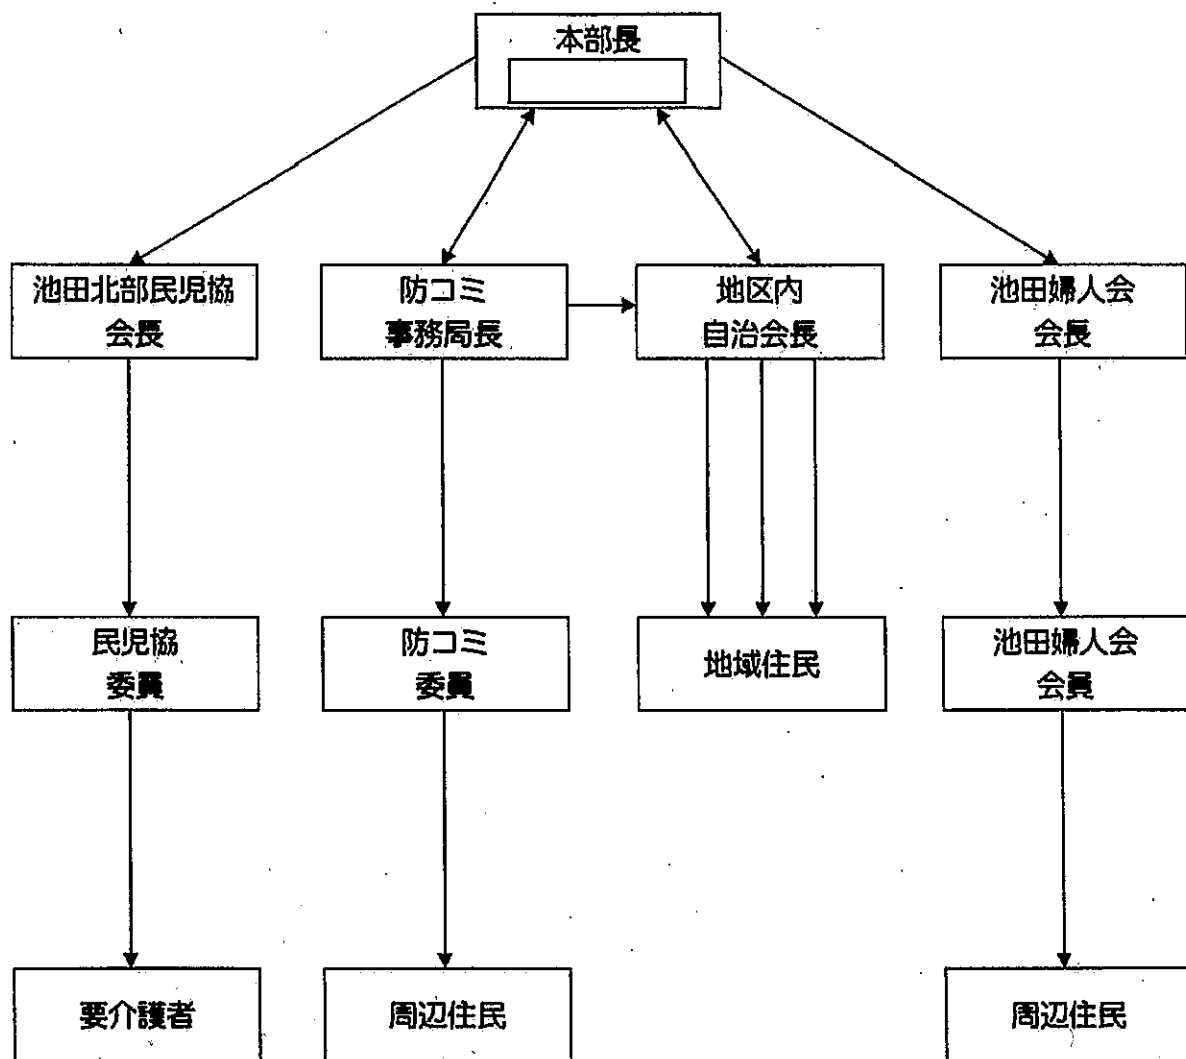 本部長
池田北部民児協
会長
防コミ
事務局長
地区内
自治会長
池田婦人会
会長
民児協
委員
防コミ
委員
地域住民
池田婦人会
会員
要介護者
周辺住民
周辺住民